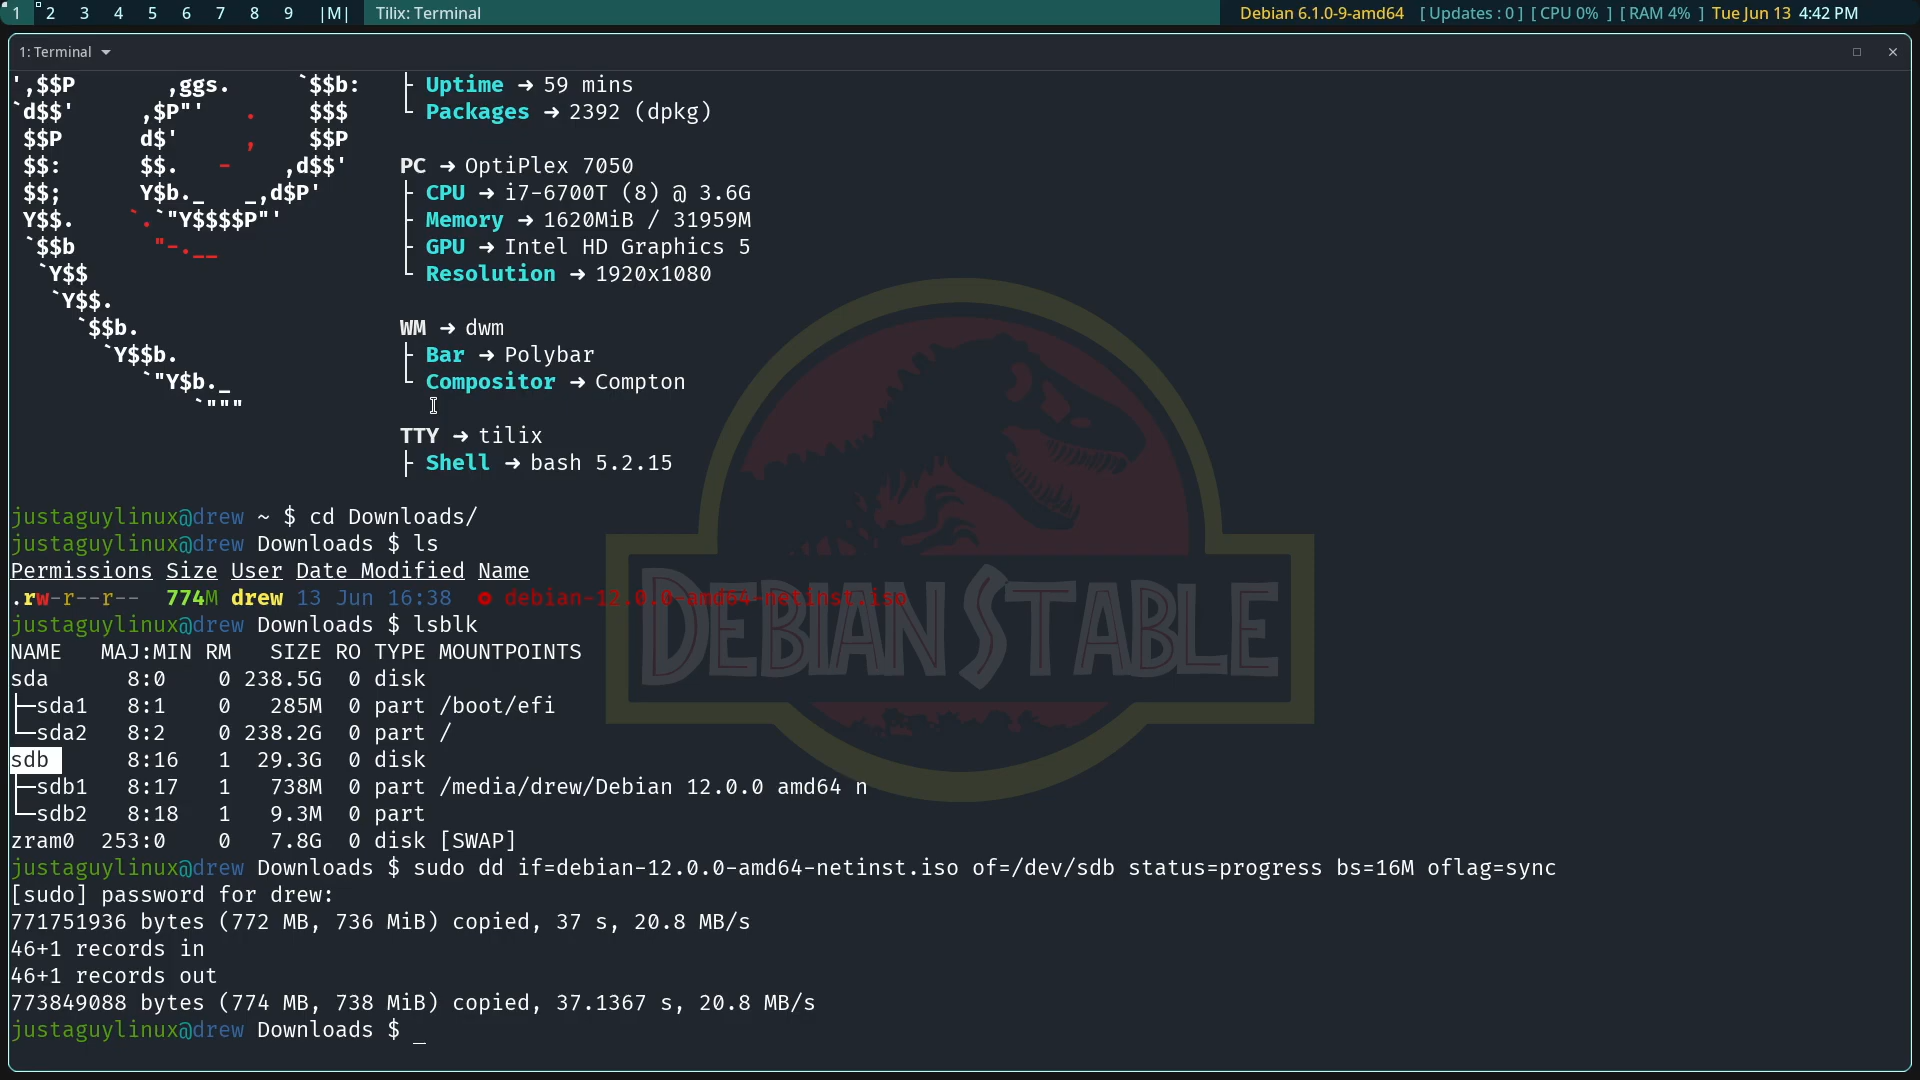 1 2 3 4 5 6 7 8 9 |M| Tilix: Terminal Debian 6.1.0-9-amd64 [ Updates : 0 ] [ CPU 0% ] [ RAM 4% ] Tue Jun 13 4:42 PM
1: Terminal
',$$P       ,ggs.     `$$b:   ├ Uptime ➜ 59 mins
`d$$'     ,$P"'   .    $$$    └ Packages ➜ 2392 (dpkg)
 $$P      d$'     ,    $$P
 $$:      $$.   -    ,d$$'    PC ➜ OptiPlex 7050
 $$;      Y$b._   _,d$P'      ├ CPU ➜ i7-6700T (8) @ 3.6G
 Y$$.    `.`"Y$$$$P"'         ├ Memory ➜ 1620MiB / 31959M
 `$$b      "-.__              ├ GPU ➜ Intel HD Graphics 5
  `Y$$                        └ Resolution ➜ 1920x1080
   `Y$$.
     `$$b.                    WM ➜ dwm
       `Y$$b.                 ├ Bar ➜ Polybar
          `"Y$b._             └ Compositor ➜ Compton
              `"""
                              TTY ➜ tilix
                              ├ Shell ➜ bash 5.2.15
justaguylinux@drew ~ $ cd Downloads/
justaguylinux@drew Downloads $ ls
Permissions Size User Date Modified Name
.rw-r--r--  774M drew 13 Jun 16:38  debian-12.0.0-amd64-netinst.iso
justaguylinux@drew Downloads $ lsblk
NAME   MAJ:MIN RM   SIZE RO TYPE MOUNTPOINTS
sda      8:0    0 238.5G  0 disk
├─sda1   8:1    0   285M  0 part /boot/efi
└─sda2   8:2    0 238.2G  0 part /
sdb      8:16   1  29.3G  0 disk
├─sdb1   8:17   1   738M  0 part /media/drew/Debian 12.0.0 amd64 n
└─sdb2   8:18   1   9.3M  0 part
zram0  253:0    0   7.8G  0 disk [SWAP]
justaguylinux@drew Downloads $ sudo dd if=debian-12.0.0-amd64-netinst.iso of=/dev/sdb status=progress bs=16M oflag=sync
[sudo] password for drew:
771751936 bytes (772 MB, 736 MiB) copied, 37 s, 20.8 MB/s
46+1 records in
46+1 records out
773849088 bytes (774 MB, 738 MiB) copied, 37.1367 s, 20.8 MB/s
justaguylinux@drew Downloads $ _
DEBIAN STABLE